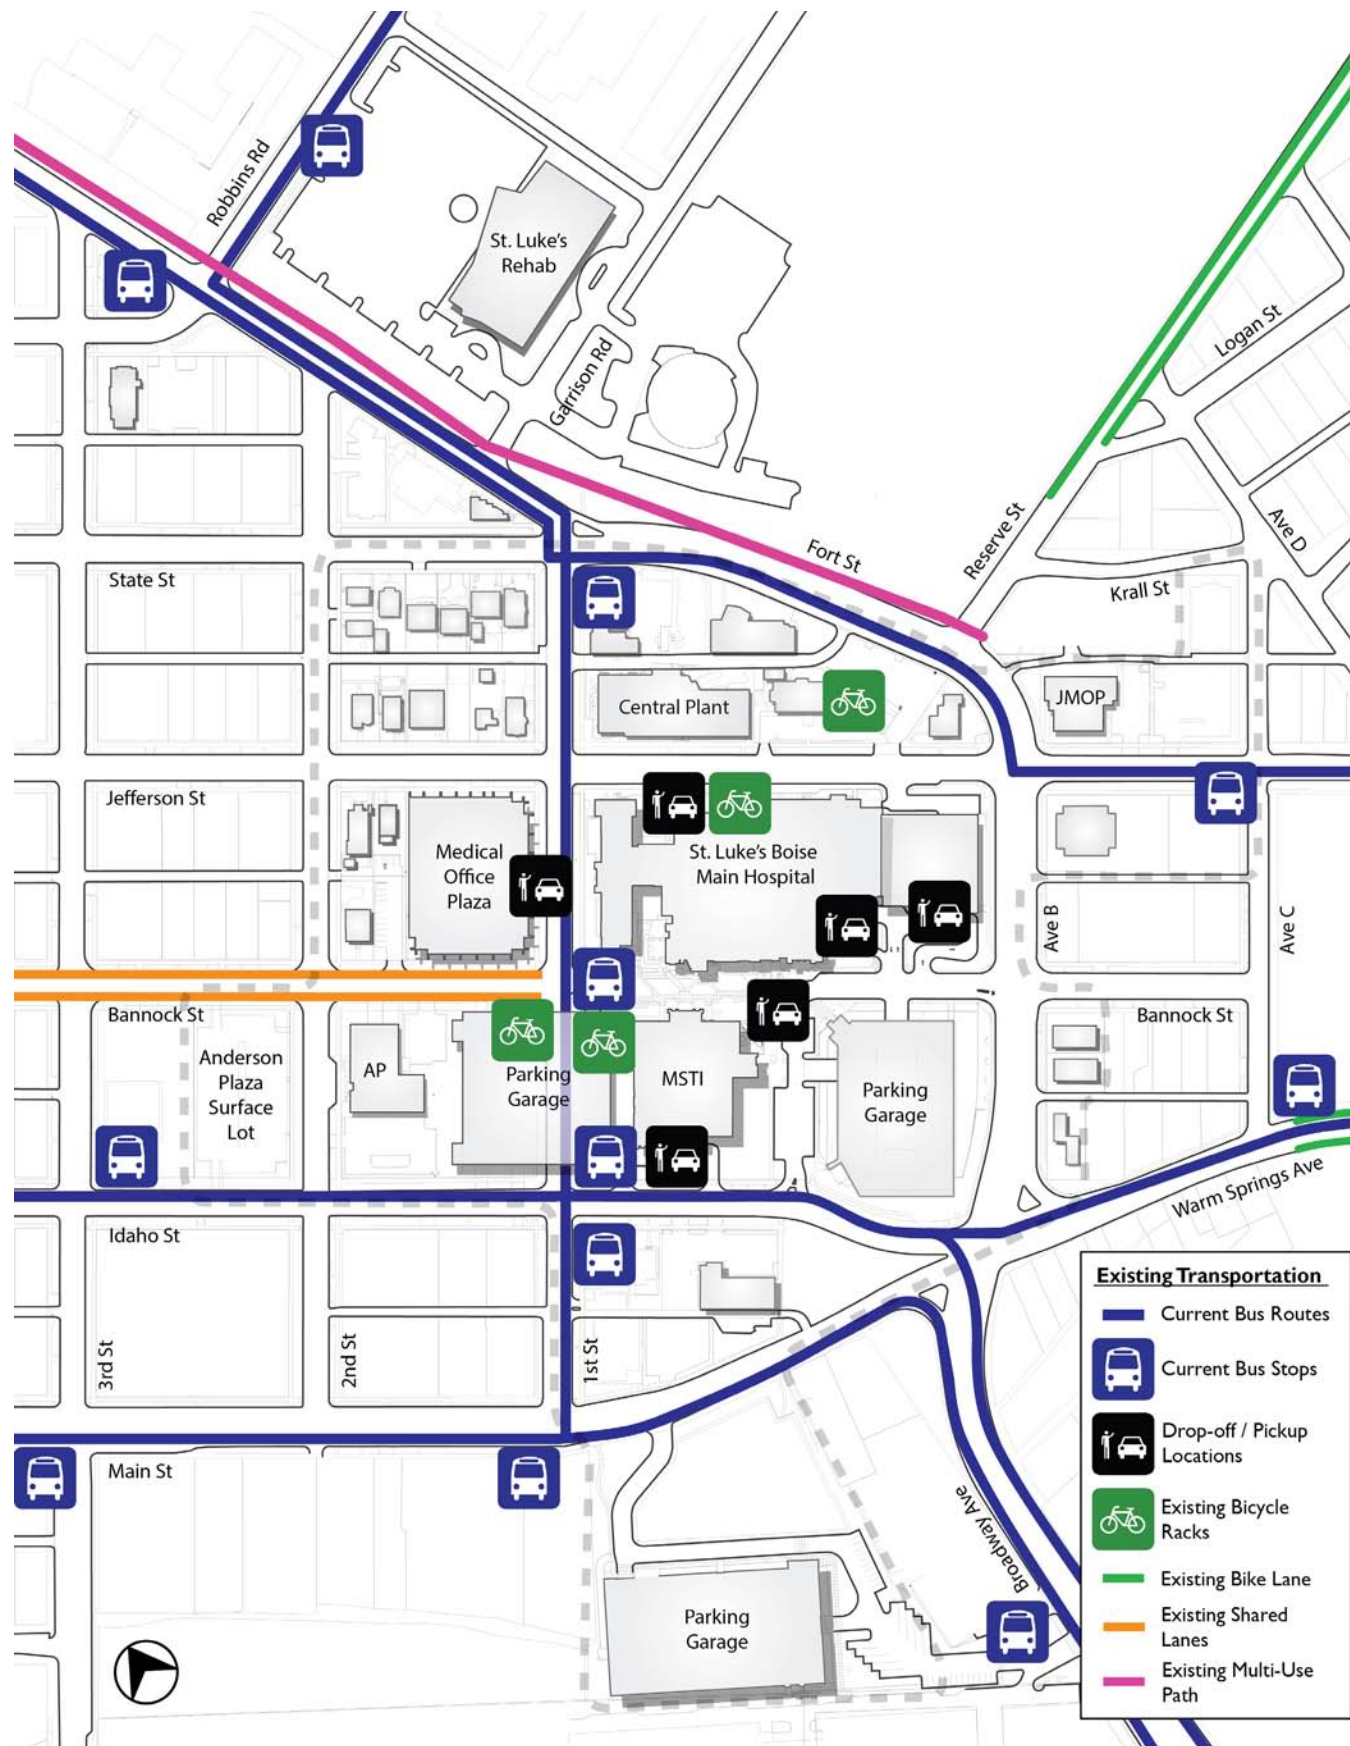 Robbins Rd
St. Luke's
Rehab
Garrison Rd
Logan St
Reserve St
Ave D
Fort St
State St
Krall St
Central Plant
JMOP
Jefferson St
Medical
Office
Plaza
St. Luke's Boise
Main Hospital
Ave B
Ave C
Bannock St
Bannock St
Anderson
Plaza
Surface
Lot
AP
Parking
Garage
MSTI
Parking
Garage
Warm Springs Ave
Idaho St
3rd St
2nd St
1st St
Main St
Broadway Ave
Parking
Garage
Existing Transportation
Current Bus Routes
Current Bus Stops
Drop-off / Pickup
Locations
Existing Bicycle
Racks
Existing Bike Lane
Existing Shared
Lanes
Existing Multi-Use
Path